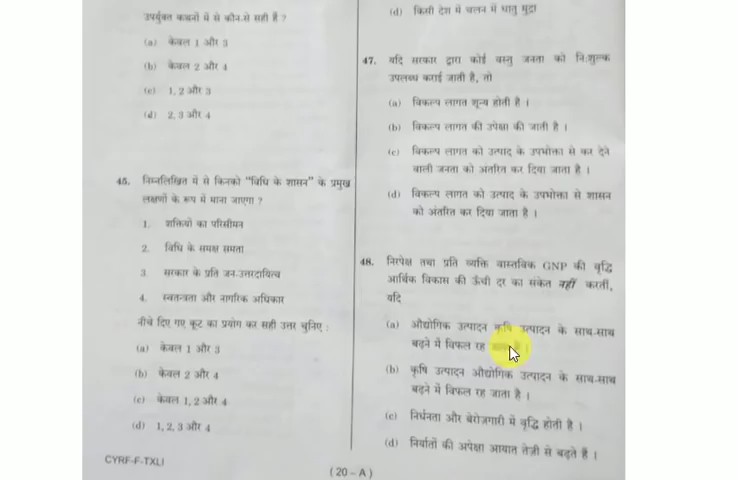 उपर्युक्त कथनों में से कौन-से सही हैं ?
(a) केवल 1 और 3
(b) केवल 2 और 4
(c) 1, 2 और 3
(d) 2, 3 और 4
45. निम्नलिखित में से किनको "विधि के शासन" के प्रमुख
लक्षणों के रूप में माना जाएगा ?
1. शक्तियों का परिसीमन
2. विधि के समक्ष समता
3. सरकार के प्रति जन-उत्तरदायित्व
4. स्वतन्त्रता और नागरिक अधिकार
नीचे दिए गए कूट का प्रयोग कर सही उत्तर चुनिए :
(a) केवल 1 और 3
(b) केवल 2 और 4
(c) केवल 1, 2 और 4
(d) 1, 2, 3 और 4
CYRF-F-TXLI
(d) किसी देश में चलन में धातु मुद्रा
47. यदि सरकार द्वारा कोई वस्तु जनता को नि:शुल्क
उपलब्ध कराई जाती है, तो
(a) विकल्प लागत शून्य होती है ।
(b) विकल्प लागत की उपेक्षा की जाती है ।
(c) विकल्प लागत को उत्पाद के उपभोक्ता से कर देने
वाली जनता को अंतरित कर दिया जाता है ।
(d) विकल्प लागत को उत्पाद के उपभोक्ता से शासन
को अंतरित कर दिया जाता है ।
48. निरपेक्ष तथा प्रति व्यक्ति वास्तविक GNP की वृद्धि
आर्थिक विकास की ऊँची दर का संकेत नहीं करतीं,
यदि
(a) औद्योगिक उत्पादन कृषि उत्पादन के साथ-साथ
बढ़ने में विफल रह जाता है ।
(b) कृषि उत्पादन औद्योगिक उत्पादन के साथ-साथ
बढ़ने में विफल रह जाता है ।
(c) निर्धनता और बेरोज़गारी में वृद्धि होती है ।
(d) निर्यातों की अपेक्षा आयात तेज़ी से बढ़ते हैं ।
(20 – A)